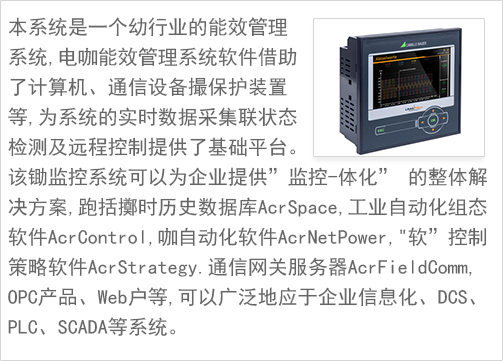 本系统是一个幼行业的能效管理
系统,电咖能效管理系统软件借助
了计算机、通信设备撮保护装置
等,为系统的实时数据采集联状态
检测及远程控制提供了基础平台。
该锄监控系统可以为企业提供”监控-体化” 的整体解
决方案,跑括擲时历史数据库AcrSpace,工业自动化组态
软件AcrControl,咖自动化软件AcrNetPower,"软”控制
策略软件AcrStrategy.通信网关服务器AcrFieldComm,
OPC产品、Web户等,可以广泛地应于企业信息化、DCS、
PLC、SCADA等系统。